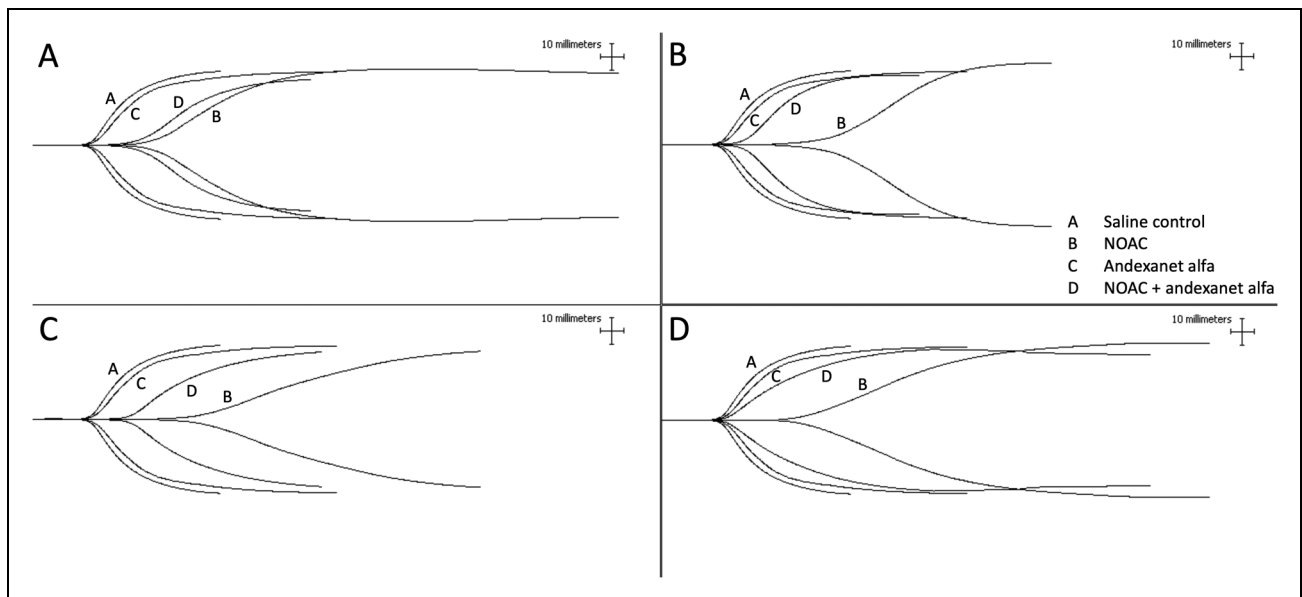 A
10 millimeters
A
C
D
B
B
10 millimeters
A
C
D
B
A Saline control
B NOAC
C Andexanet alfa
D NOAC + andexanet alfa
C
10 millimeters
A
C
D
B
D
10 millimeters
A
C
D
B